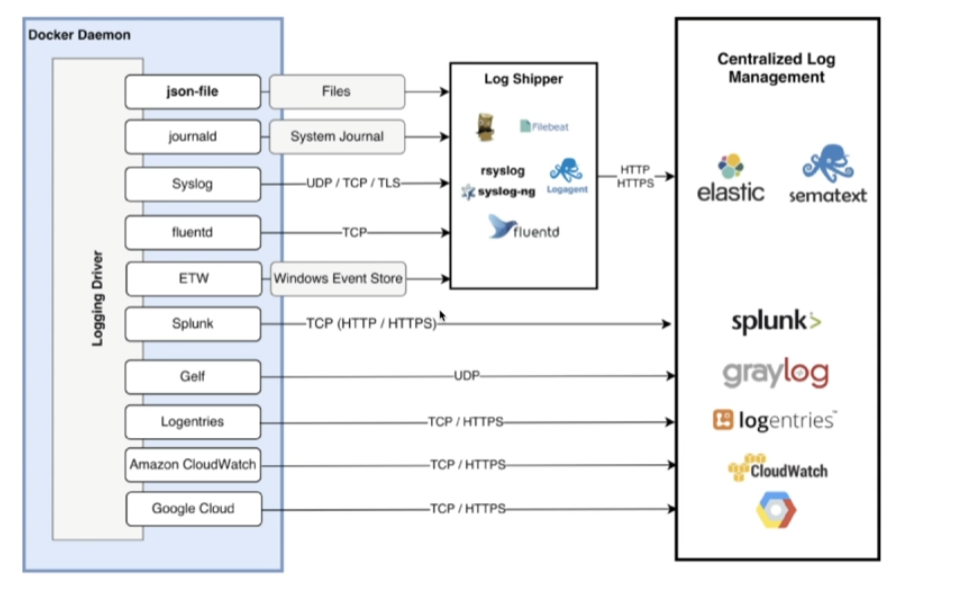 Docker Daemon
Logging Driver
json-file
Files
journald
System Journal
Syslog
UDP / TCP / TLS
fluentd
TCP
ETW
Windows Event Store
Splunk
TCP (HTTP / HTTPS)
Gelf
UDP
Logentries
TCP / HTTPS
Amazon CloudWatch
TCP / HTTPS
Google Cloud
TCP / HTTPS
Log Shipper
Filebeat
rsyslog
syslog-ng
Logagent
fluentd
HTTP
HTTPS
Centralized Log
Management
elastic
sematext
splunk>
graylog
logentries™
CloudWatch